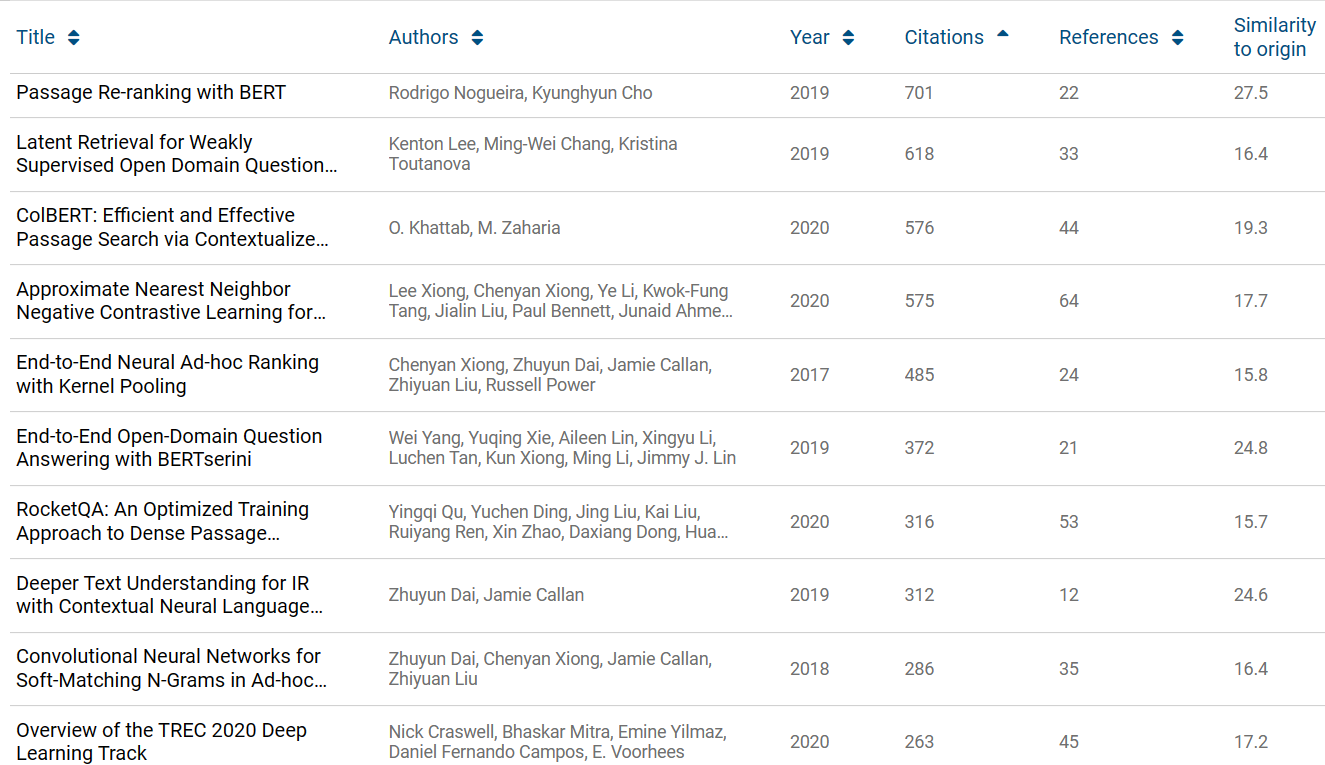 Title Authors Year Citations References Similarity to origin
Passage Re-ranking with BERT Rodrigo Nogueira, Kyunghyun Cho 2019 701 22 27.5
Latent Retrieval for Weakly
Supervised Open Domain Question...
Kenton Lee, Ming-Wei Chang, Kristina
Toutanova
2019 618 33 16.4
ColBERT: Efficient and Effective
Passage Search via Contextualize...
O. Khattab, M. Zaharia
2020 576 44 19.3
Approximate Nearest Neighbor
Negative Contrastive Learning for...
Lee Xiong, Chenyan Xiong, Ye Li, Kwok-Fung
Tang, Jialin Liu, Paul Bennett, Junaid Ahme...
2020 575 64 17.7
End-to-End Neural Ad-hoc Ranking
with Kernel Pooling
Chenyan Xiong, Zhuyun Dai, Jamie Callan,
Zhiyuan Liu, Russell Power
2017 485 24 15.8
End-to-End Open-Domain Question
Answering with BERTserini
Wei Yang, Yuqing Xie, Aileen Lin, Xingyu Li,
Luchen Tan, Kun Xiong, Ming Li, Jimmy J. Lin
2019 372 21 24.8
RocketQA: An Optimized Training
Approach to Dense Passage...
Yingqi Qu, Yuchen Ding, Jing Liu, Kai Liu,
Ruiyang Ren, Xin Zhao, Daxiang Dong, Hua...
2020 316 53 15.7
Deeper Text Understanding for IR
with Contextual Neural Language...
Zhuyun Dai, Jamie Callan
2019 312 12 24.6
Convolutional Neural Networks for
Soft-Matching N-Grams in Ad-hoc...
Zhuyun Dai, Chenyan Xiong, Jamie Callan,
Zhiyuan Liu
2018 286 35 16.4
Overview of the TREC 2020 Deep
Learning Track
Nick Craswell, Bhaskar Mitra, Emine Yilmaz,
Daniel Fernando Campos, E. Voorhees
2020 263 45 17.2